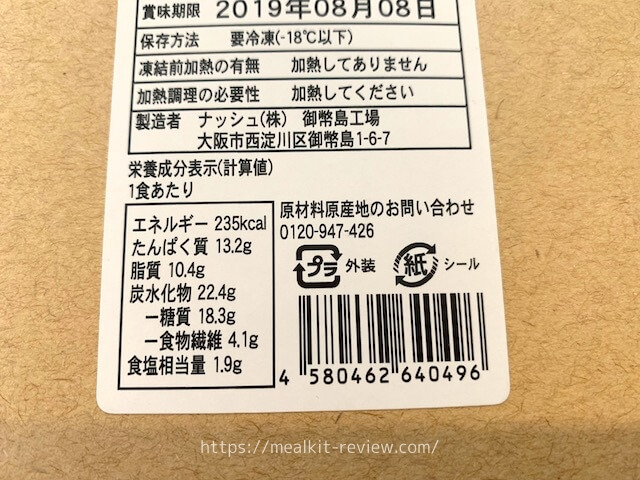 賞味期限 2019年08月08日
保存方法 要冷凍(-18℃以下)
凍結前加熱の有無 加熱してありません
加熱調理の必要性 加熱してください
製造者 ナッシュ(株) 御幣島工場
大阪市西淀川区御幣島1-6-7
栄養成分表示(計算値)
1食あたり
エネルギー 235kcal
たんぱく質 13.2g
脂質 10.4g
炭水化物 22.4g
ー糖質 18.3g
ー食物繊維 4.1g
食塩相当量 1.9g
原材料原産地のお問い合わせ
0120-947-426
プラ 外装 紙 シール
4 580462 640496
https://mealkit-review.com/